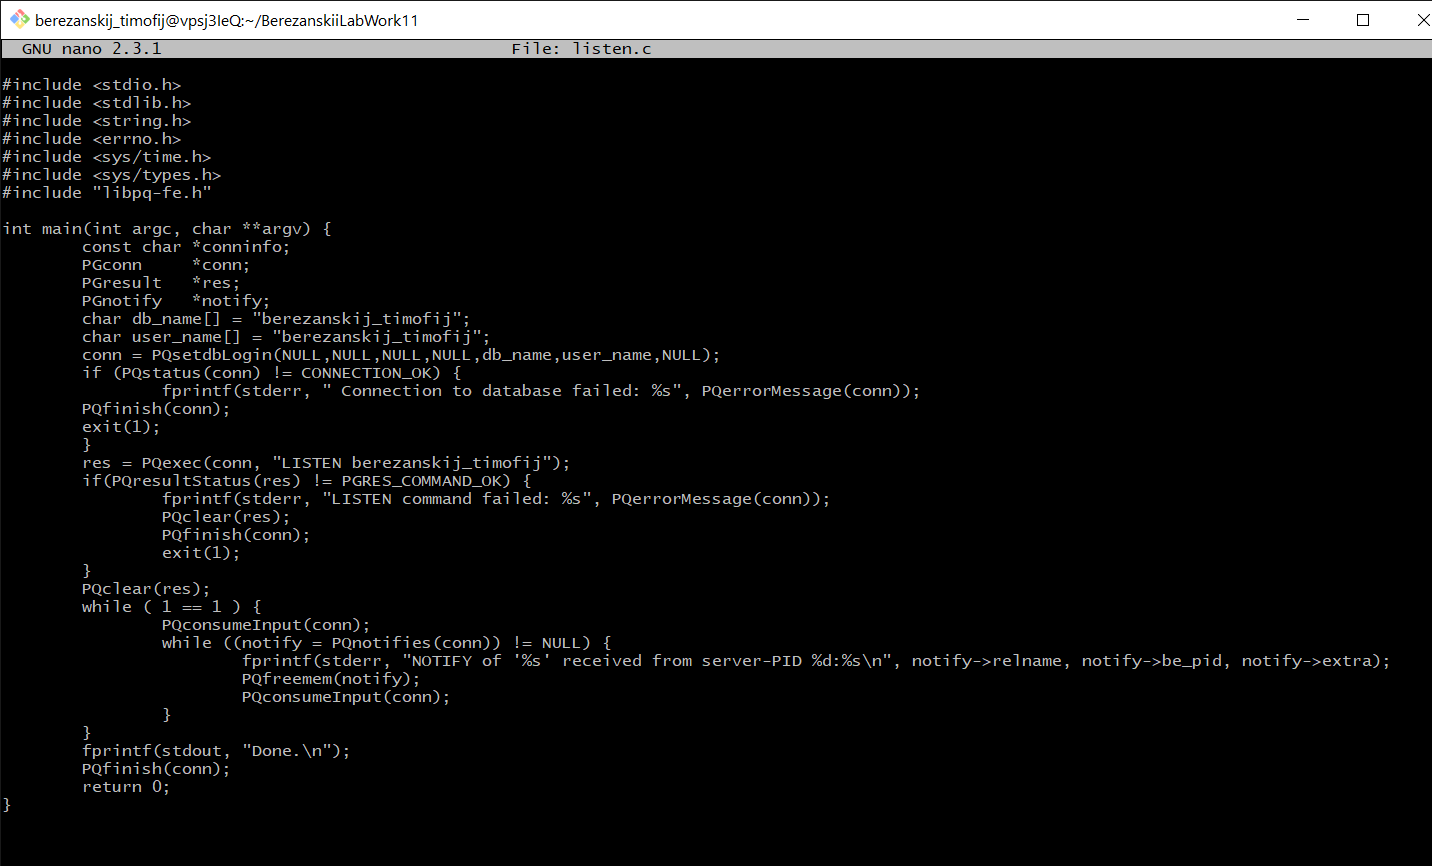 berezanskij_timofij@vpsj3IeQ:~/BerezanskiiLabWork11
GNU nano 2.3.1 File: listen.c
#include <stdio.h>
#include <stdlib.h>
#include <string.h>
#include <errno.h>
#include <sys/time.h>
#include <sys/types.h>
#include "libpq-fe.h"
int main(int argc, char **argv) {
        const char *conninfo;
        PGconn     *conn;
        PGresult   *res;
        PGnotify   *notify;
        char db_name[] = "berezanskij_timofij";
        char user_name[] = "berezanskij_timofij";
        conn = PQsetdbLogin(NULL,NULL,NULL,NULL,db_name,user_name,NULL);
        if (PQstatus(conn) != CONNECTION_OK) {
                fprintf(stderr, " Connection to database failed: %s", PQerrorMessage(conn));
        PQfinish(conn);
        exit(1);
        }
        res = PQexec(conn, "LISTEN berezanskij_timofij");
        if(PQresultStatus(res) != PGRES_COMMAND_OK) {
                fprintf(stderr, "LISTEN command failed: %s", PQerrorMessage(conn));
                PQclear(res);
                PQfinish(conn);
                exit(1);
        }
        PQclear(res);
        while ( 1 == 1 ) {
                PQconsumeInput(conn);
                while ((notify = PQnotifies(conn)) != NULL) {
                        fprintf(stderr, "NOTIFY of '%s' received from server-PID %d:%s\n", notify->relname, notify->be_pid, notify->extra);
                        PQfreemem(notify);
                        PQconsumeInput(conn);
                }
        }
        fprintf(stdout, "Done.\n");
        PQfinish(conn);
        return 0;
}